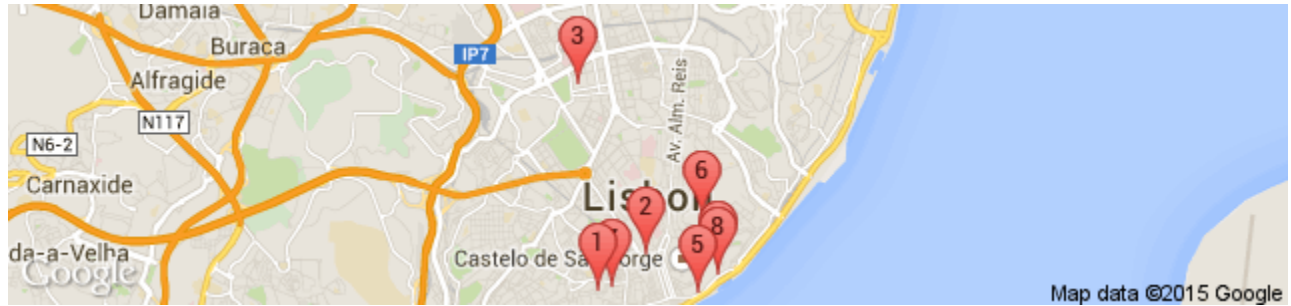 Damaia
3
Buraca
IP7
Alfragide
Av. Alm. Reis
N117
N6-2
6
Carnaxide
Lisbon
2
8
1
5
da-a-Velha
Castelo de São Jorge
Google
Map data ©2015 Google